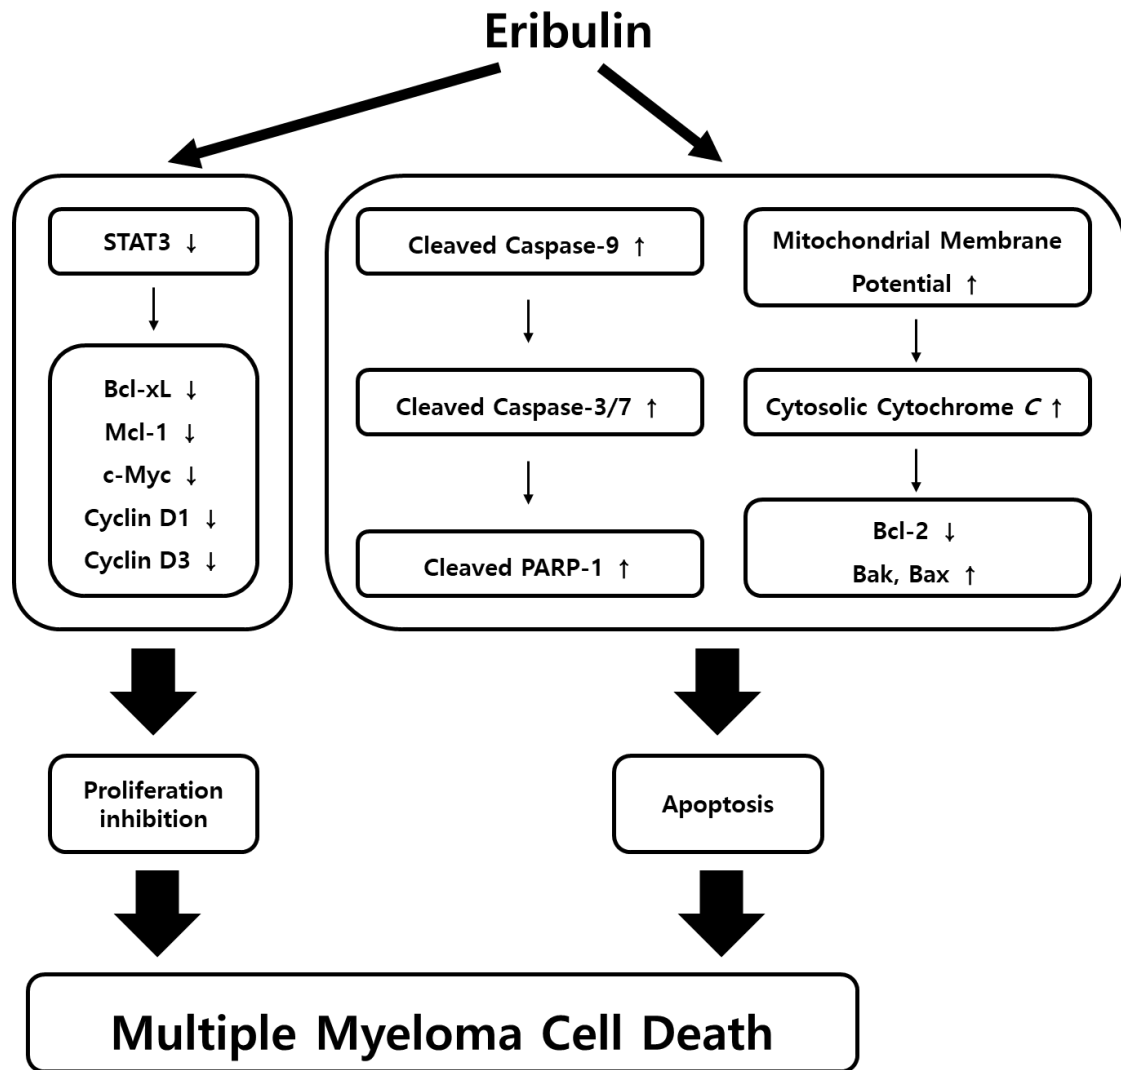 Eribulin
STAT3 ↓
Bcl-xL ↓
Mcl-1 ↓
c-Myc ↓
Cyclin D1 ↓
Cyclin D3 ↓
Cleaved Caspase-9 ↑
Cleaved Caspase-3/7 ↑
Cleaved PARP-1 ↑
Mitochondrial Membrane
Potential ↑
Cytosolic Cytochrome C ↑
Bcl-2 ↓
Bak, Bax ↑
Proliferation
inhibition
Apoptosis
Multiple Myeloma Cell Death